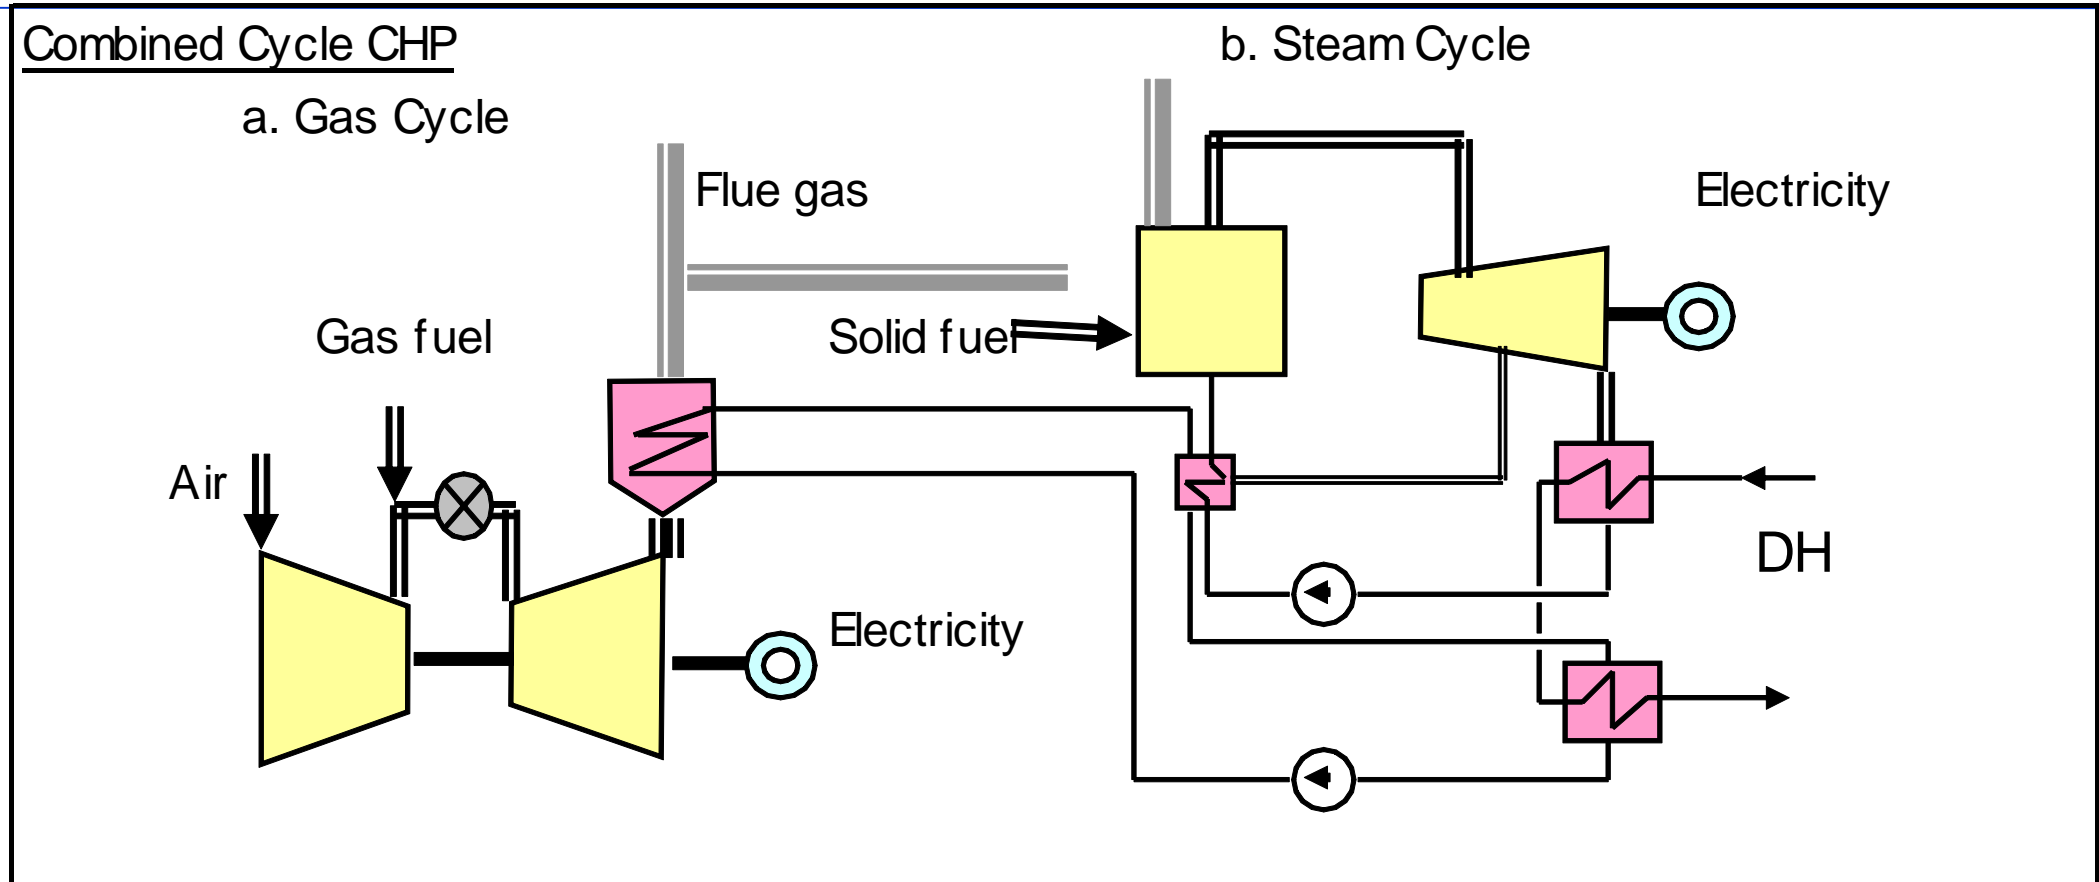 Combined Cycle CHP
b. Steam Cycle
a. Gas Cycle
Flue gas
Electricity
Gas fuel
Solid fuel
Air
DH
Electricity